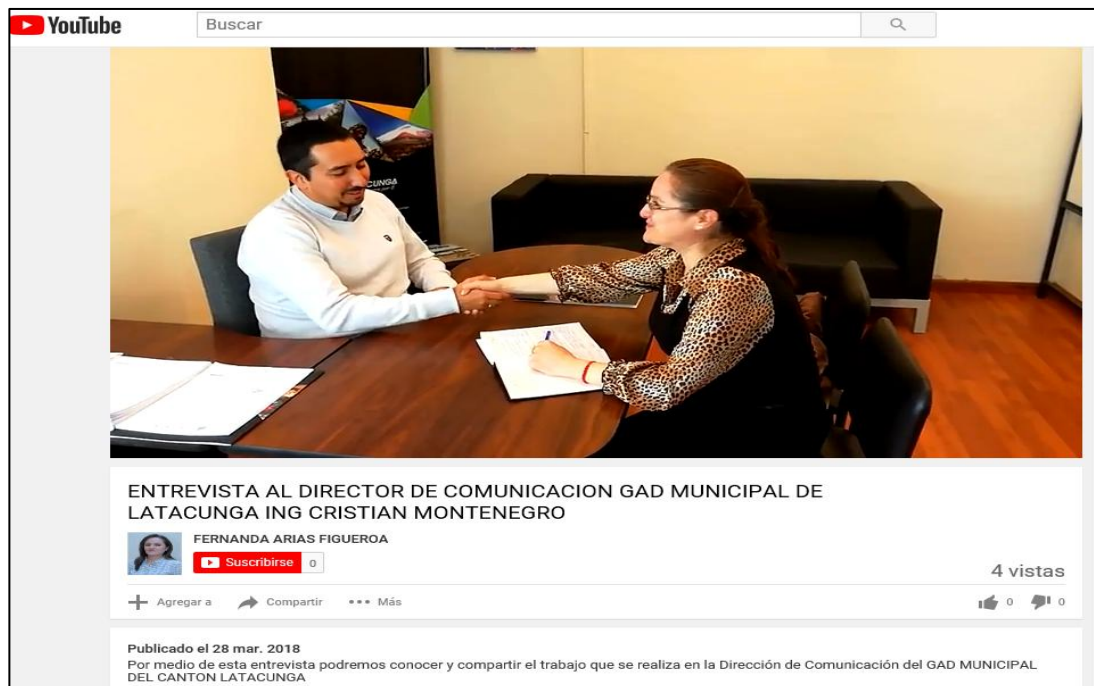 YouTube
Buscar
CUNGA
ENTREVISTA AL DIRECTOR DE COMUNICACION GAD MUNICIPAL DE
LATACUNGA ING CRISTIAN MONTENEGRO
FERNANDA ARIAS FIGUEROA
Suscribirse 0
4 vistas
Agregar a Compartir Más 0 0
Publicado el 28 mar. 2018
Por medio de esta entrevista podremos conocer y compartir el trabajo que se realiza en la Dirección de Comunicación del GAD MUNICIPAL
DEL CANTON LATACUNGA